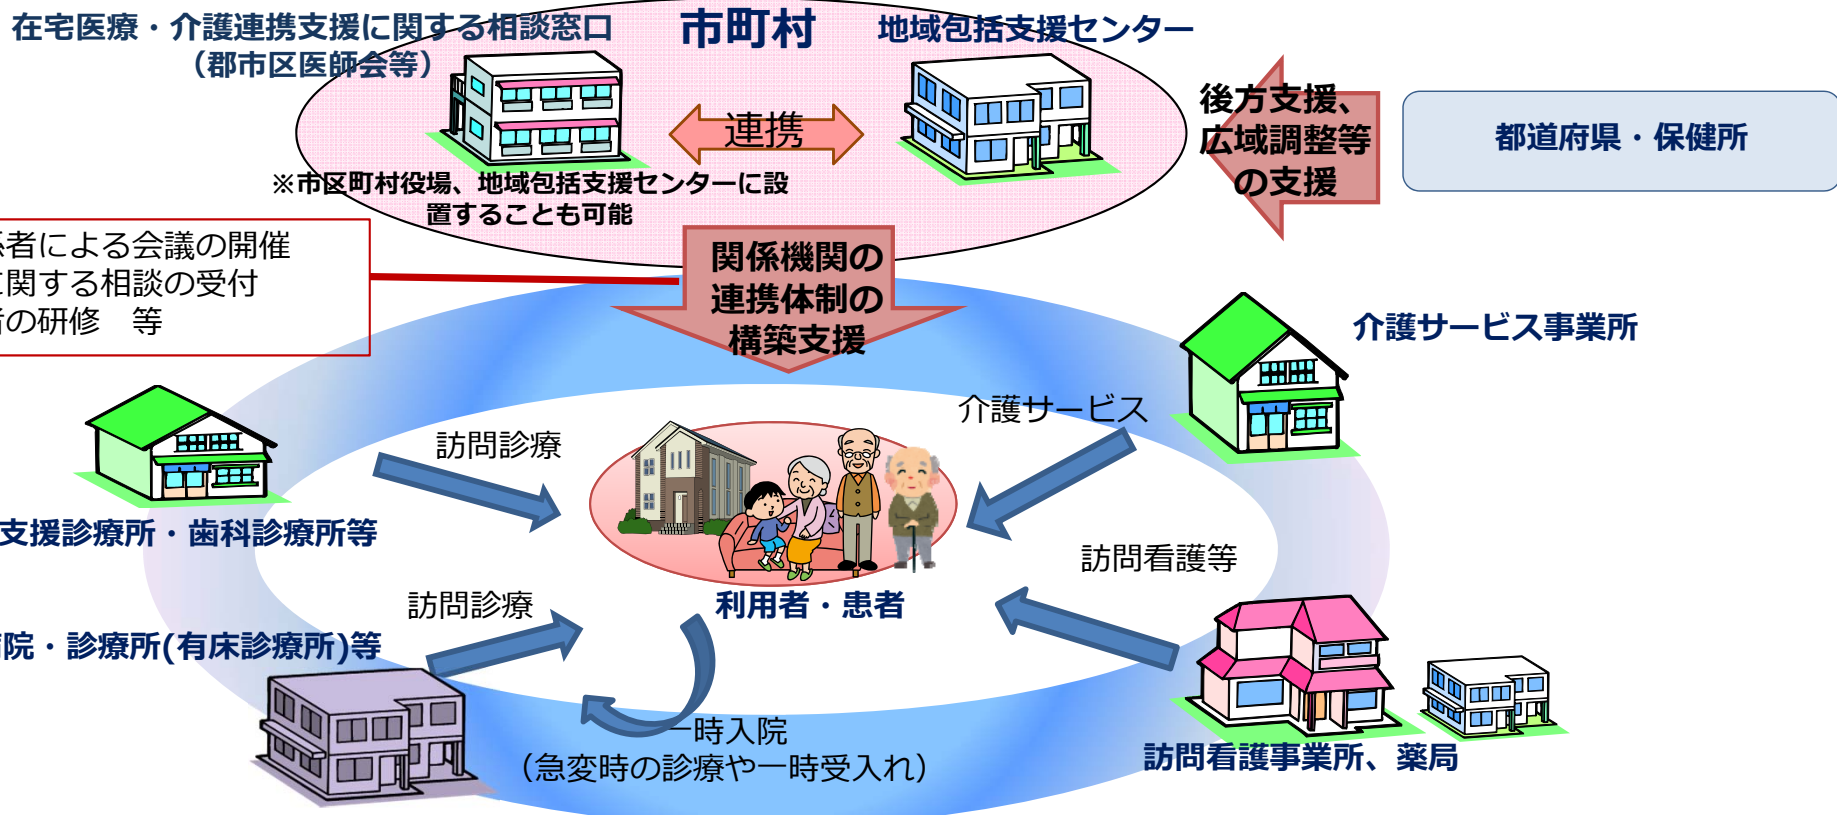 在宅医療・介護連携支援に関する相談窓口
（郡市区医師会等）
市町村
地域包括支援センター
連携
※市区町村役場、地域包括支援センターに設
置することも可能
後方支援、
広域調整等
の支援
都道府県・保健所
係者による会議の開催
に関する相談の受付
者の研修　等
関係機関の
連携体制の
構築支援
介護サービス事業所
介護サービス
訪問診療
支援診療所・歯科診療所等
訪問看護等
利用者・患者
訪問診療
病院・診療所(有床診療所)等
一時入院
（急変時の診療や一時受入れ）
訪問看護事業所、薬局